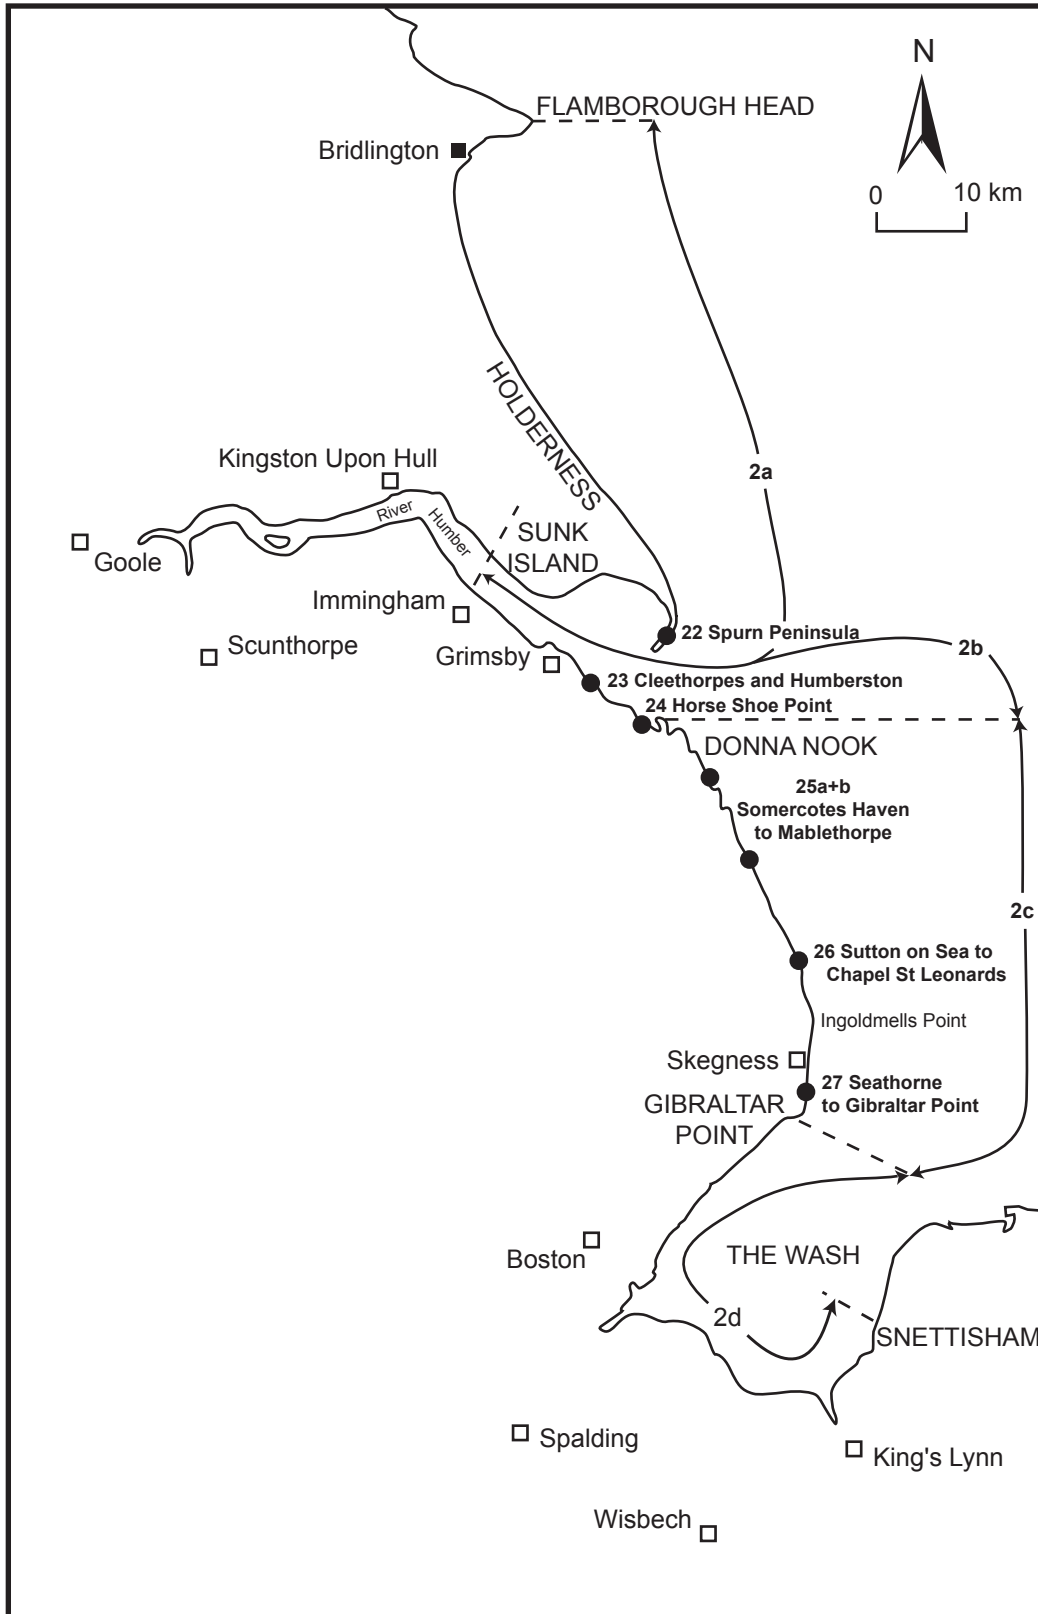 N
FLAMBOROUGH HEAD
Bridlington
0
10 km
HOLDERNESS
Kingston Upon Hull
2a
River
Humber
SUNK
ISLAND
Goole
Immingham
Scunthorpe
22 Spurn Peninsula
Grimsby
2b
23 Cleethorpes and Humberston
24 Horse Shoe Point
DONNA NOOK
25a+b
Somercotes Haven
to Mablethorpe
2c
26 Sutton on Sea to
Chapel St Leonards
Ingoldmells Point
Skegness
27 Seathorne
to Gibraltar Point
GIBRALTAR
POINT
Boston
THE WASH
2d
SNETTISHAM
Spalding
King's Lynn
Wisbech